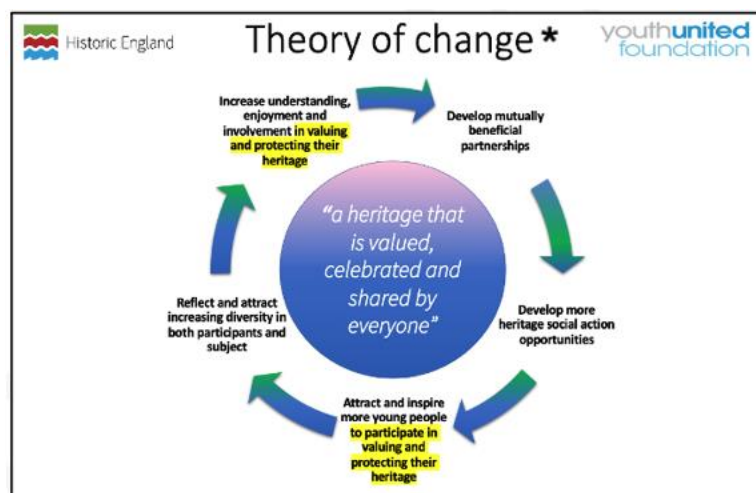 Historic England
Theory of change*
youthunited
foundation
Increase understanding,
enjoyment and
involvement in valuing
and protecting their
heritage
Develop mutually
beneficial
partnerships
"a heritage that
is valued,
celebrated and
shared by
everyone"
Reflect and attract
increasing diversity in
both participants and
subject
Develop more
heritage social action
opportunities
Attract and inspire
more young people
to participate in
valuing and
protecting their
heritage